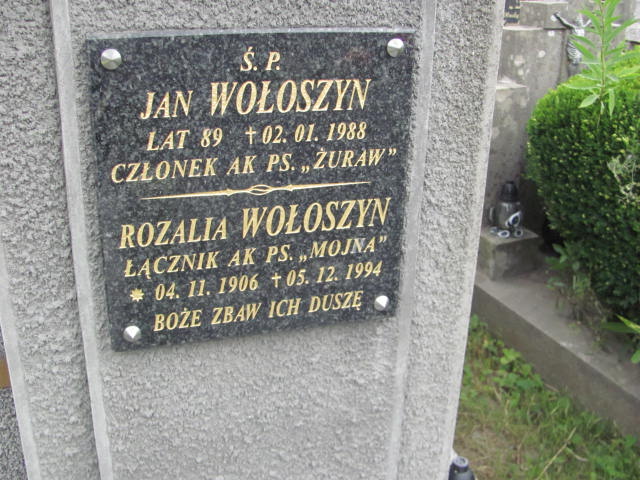 Ś. P.
JAN WOŁOSZYN
LAT 89 † 02. 01. 1988
CZŁONEK AK PS. „ŻURAW”
ROZALIA WOŁOSZYN
ŁĄCZNIK AK PS. „MOJNA”
* 04. 11. 1906 † 05. 12. 1994
BOŻE ZBAW ICH DUSZĘ